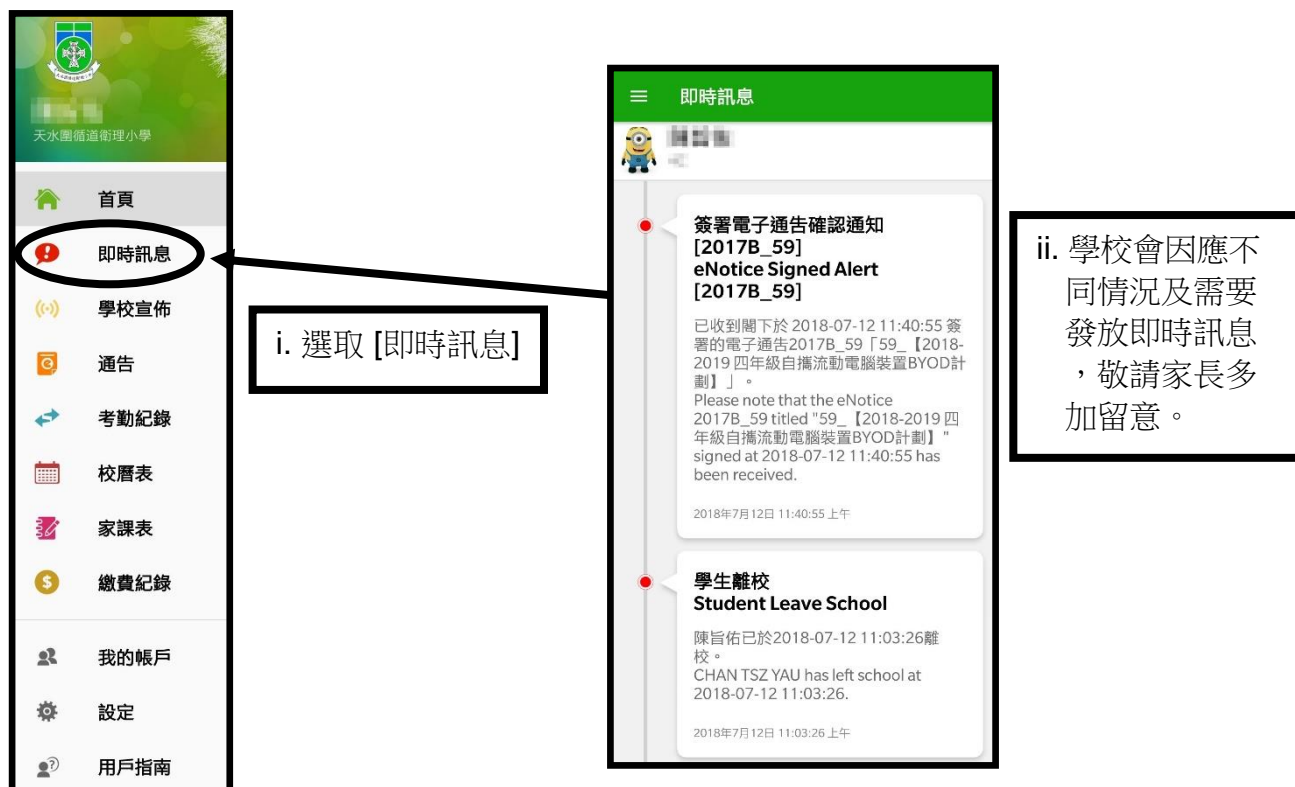 天水圍循道衛理小學
首頁
即時訊息
學校宣佈
通告
考勤紀錄
校曆表
家課表
繳費紀錄
我的帳戶
設定
用戶指南
i. 選取 [即時訊息]
即時訊息
簽署電子通告確認通知
[2017B_59]
eNotice Signed Alert
[2017B_59]
已收到閣下於 2018-07-12 11:40:55 簽
署的電子通告2017B_59「59_【2018-
2019 四年級自攜流動電腦裝置BYOD計
劃】」。
Please note that the eNotice
2017B_59 titled "59_【2018-2019 四
年級自攜流動電腦裝置BYOD計劃】"
signed at 2018-07-12 11:40:55 has
been received.
2018年7月12日 11:40:55 上午
學生離校
Student Leave School
陳旨佑已於2018-07-12 11:03:26離
校。
CHAN TSZ YAU has left school at
2018-07-12 11:03:26.
2018年7月12日 11:03:26 上午
ii. 學校會因應不
同情況及需要
發放即時訊息
，敬請家長多
加留意。